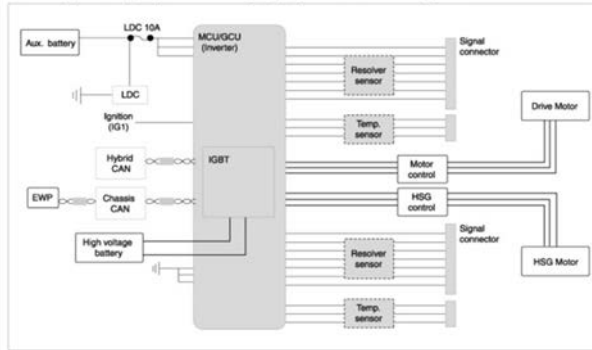 LDC 10A
Aux. battery
MCU/GCU
(Inverter)
Signal
connector
Resolver
sensor
LDC
Drive Motor
Ignition
(IG1)
Temp.
sensor
Hybrid
CAN
IGBT
Motor
control
EWP
Chassis
CAN
HSG
control
High voltage
battery
Signal
connector
Resolver
sensor
HSG Motor
Temp.
sensor